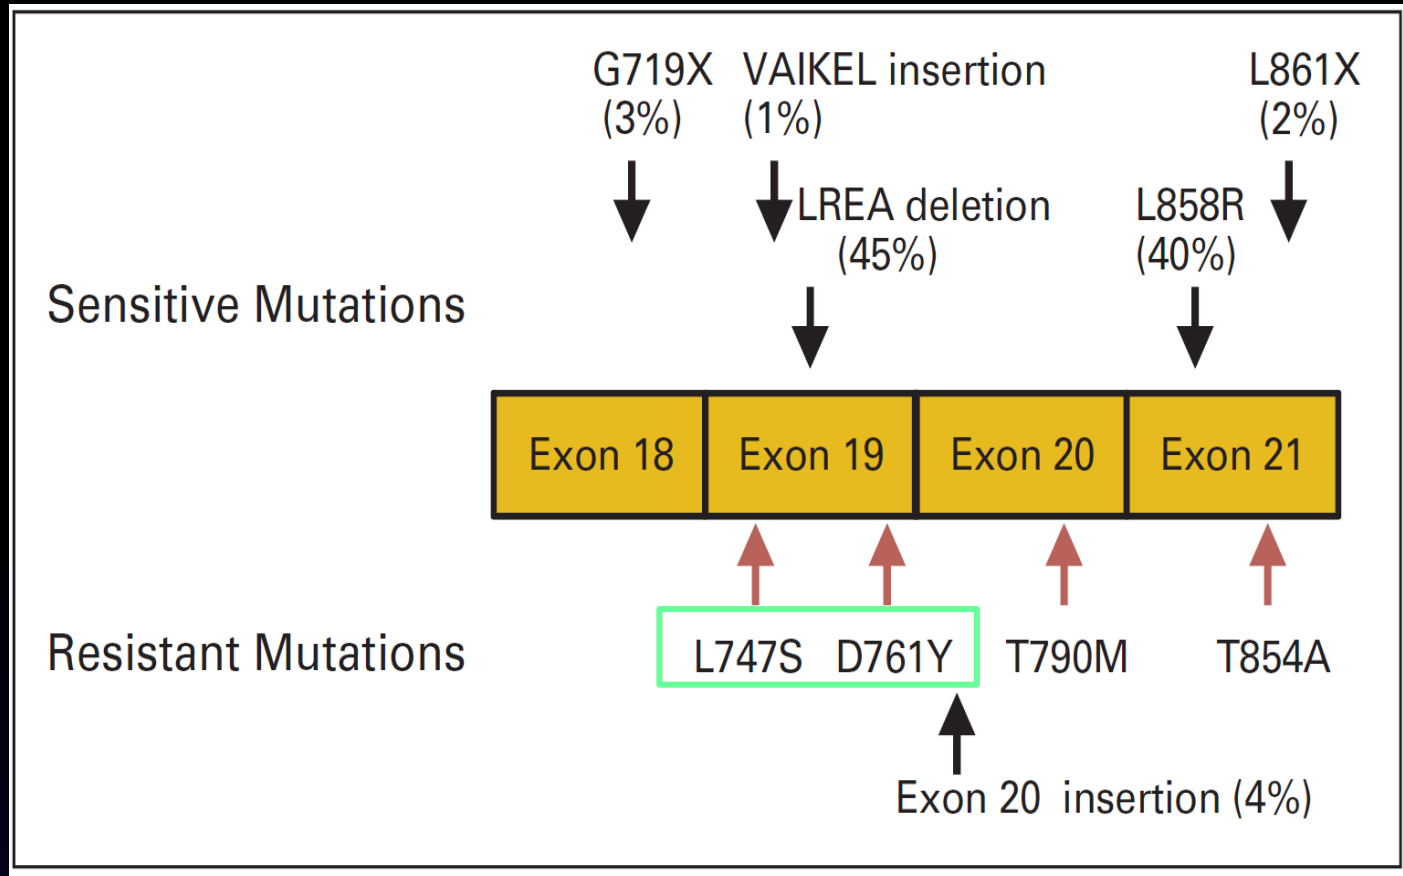 G719X
(3%)
VAIKEL insertion
(1%)
L861X
(2%)
LREA deletion
(45%)
L858R
(40%)
Sensitive Mutations
Exon 18
Exon 19
Exon 20
Exon 21
Resistant Mutations
L747S
D761Y
T790M
T854A
Exon 20 insertion (4%)